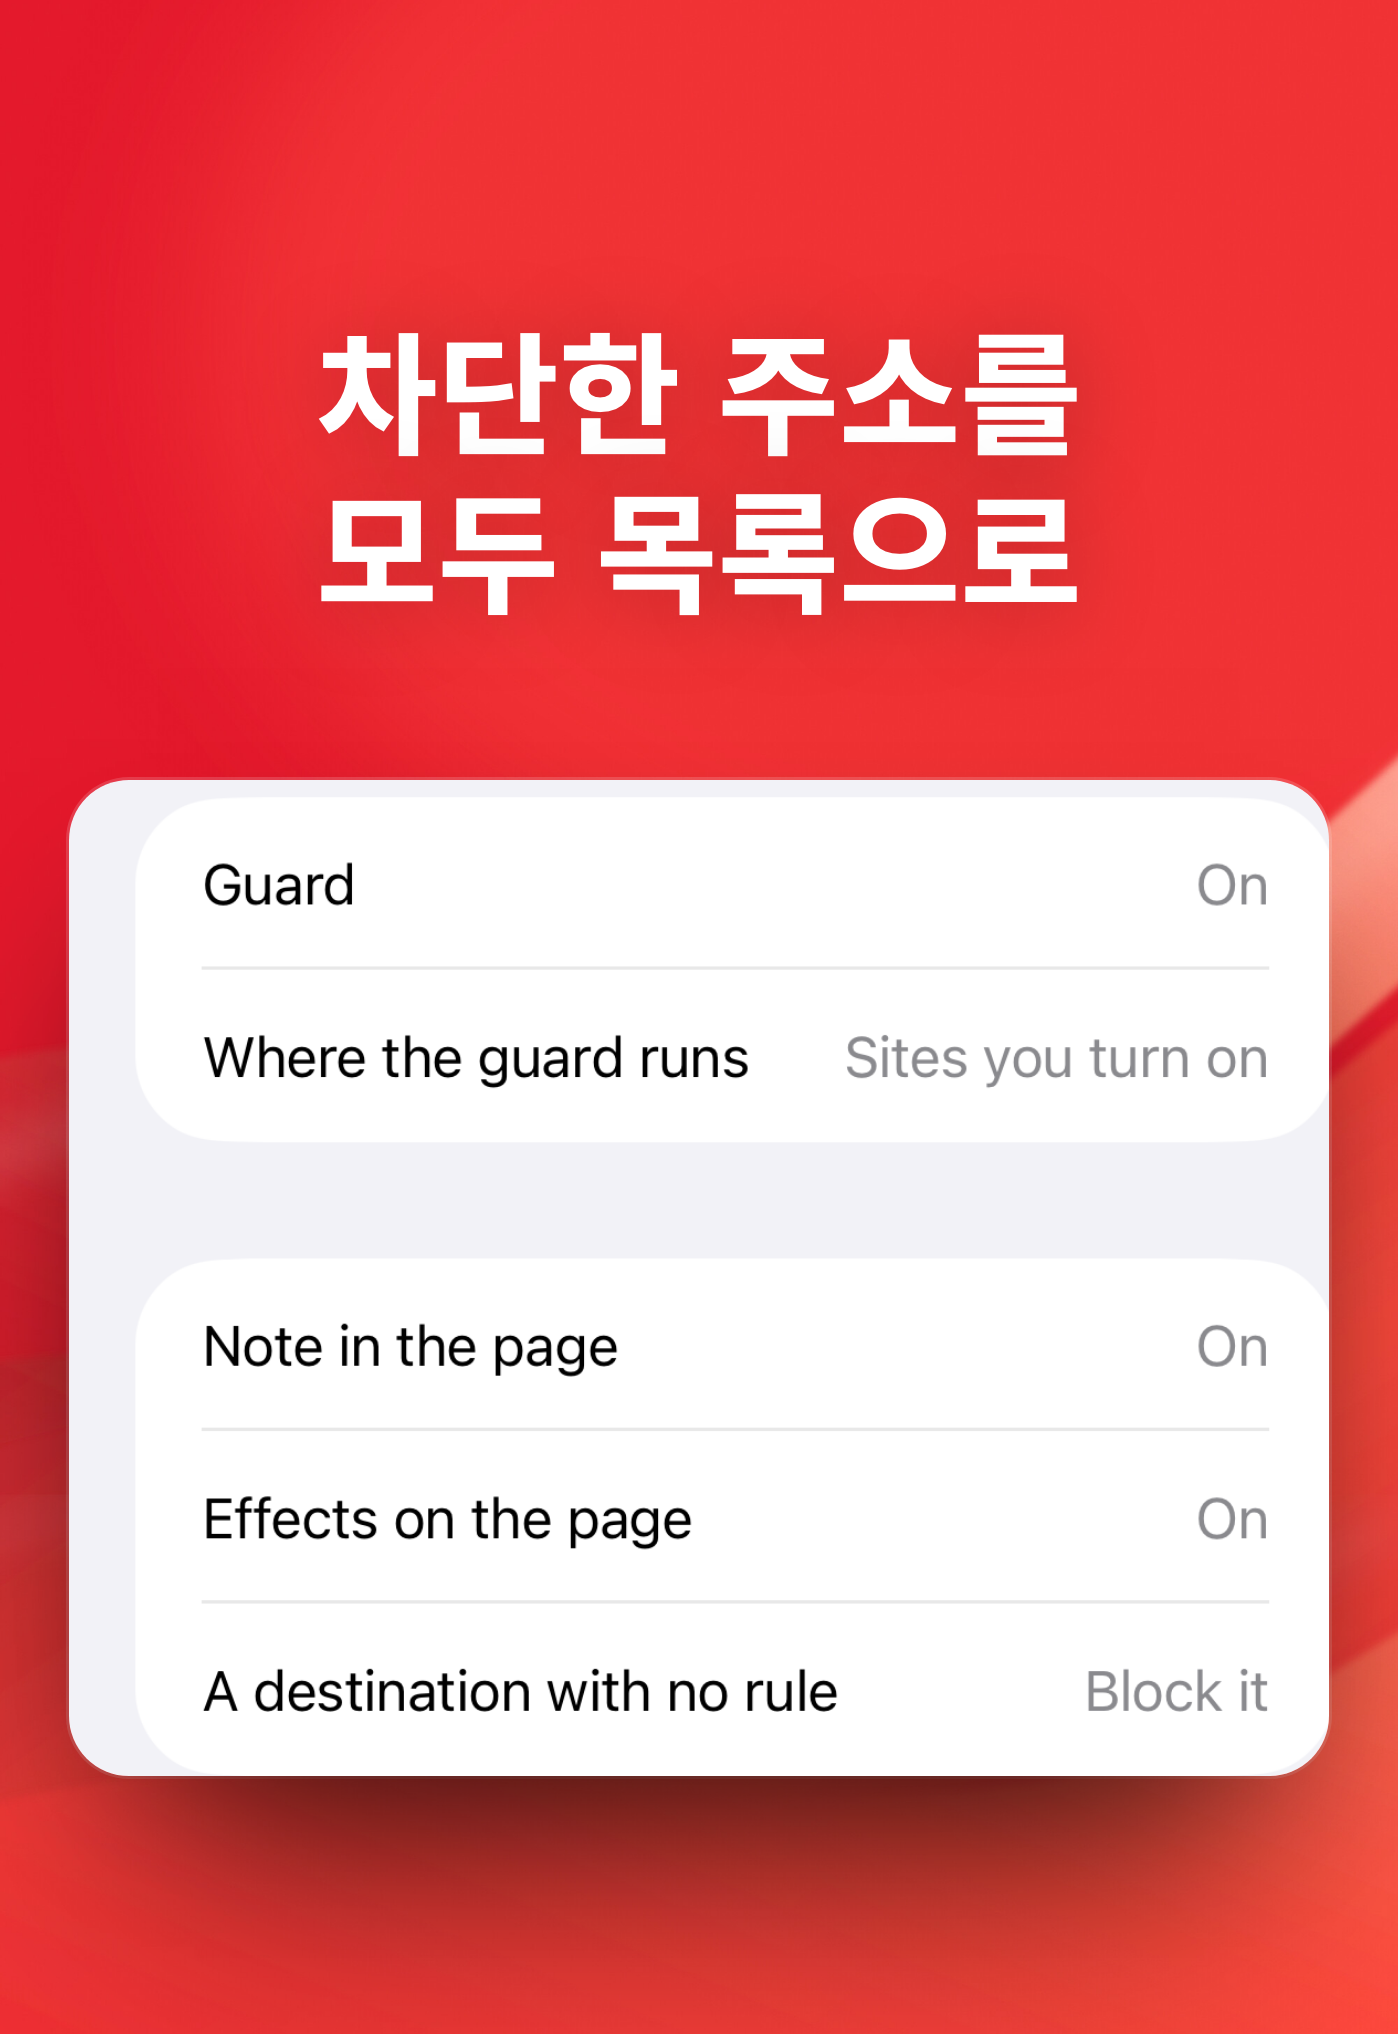 차단한 주소를
모두 목록으로
Guard On
Where the guard runs Sites you turn on
Note in the page On
Effects on the page On
A destination with no rule Block it